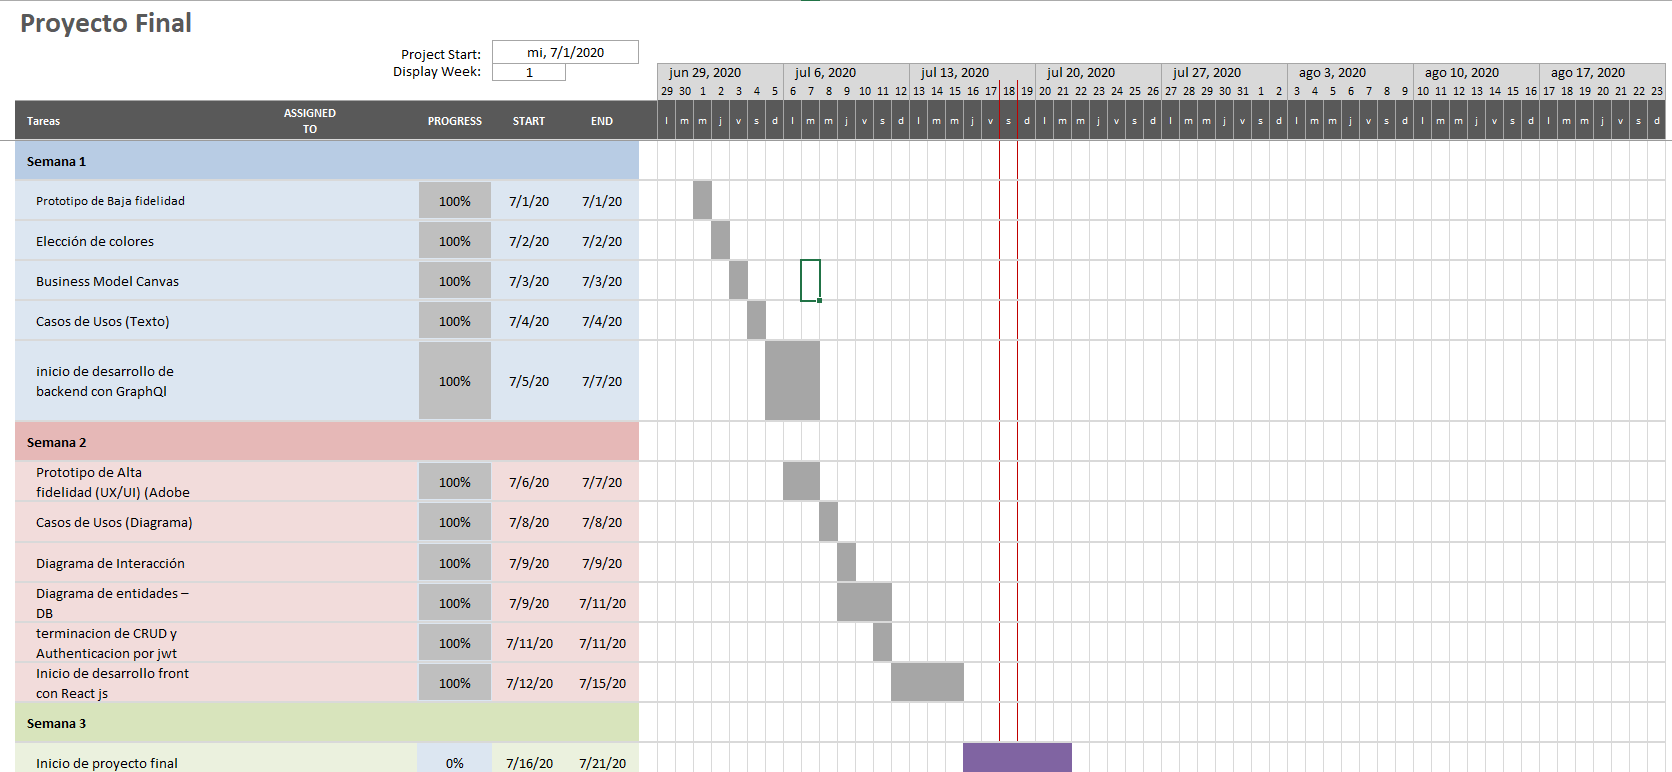 Proyecto Final
Project Start: mi, 7/1/2020
Display Week: 1
jun 29, 2020 jul 6, 2020 jul 13, 2020 jul 20, 2020 jul 27, 2020 ago 3, 2020 ago 10, 2020 ago 17, 2020
29 30 1 2 3 4 5 6 7 8 9 10 11 12 13 14 15 16 17 18 19 20 21 22 23 24 25 26 27 28 29 30 31 1 2 3 4 5 6 7 8 9 10 11 12 13 14 15 16 17 18 19 20 21 22 23
Tareas ASSIGNED TO PROGRESS START END l m m j v s d l m m j v s d l m m j v s d l m m j v s d l m m j v s d l m m j v s d l m m j v s d l m m j v s d
Semana 1
Prototipo de Baja fidelidad 100% 7/1/20 7/1/20
Elección de colores 100% 7/2/20 7/2/20
Business Model Canvas 100% 7/3/20 7/3/20
Casos de Usos (Texto) 100% 7/4/20 7/4/20
inicio de desarrollo de
backend con GraphQl 100% 7/5/20 7/7/20
Semana 2
Prototipo de Alta
fidelidad (UX/UI) (Adobe 100% 7/6/20 7/7/20
Casos de Usos (Diagrama) 100% 7/8/20 7/8/20
Diagrama de Interacción 100% 7/9/20 7/9/20
Diagrama de entidades –
DB 100% 7/9/20 7/11/20
terminacion de CRUD y
Authenticacion por jwt 100% 7/11/20 7/11/20
Inicio de desarrollo front
con React js 100% 7/12/20 7/15/20
Semana 3
Inicio de proyecto final 0% 7/16/20 7/21/20